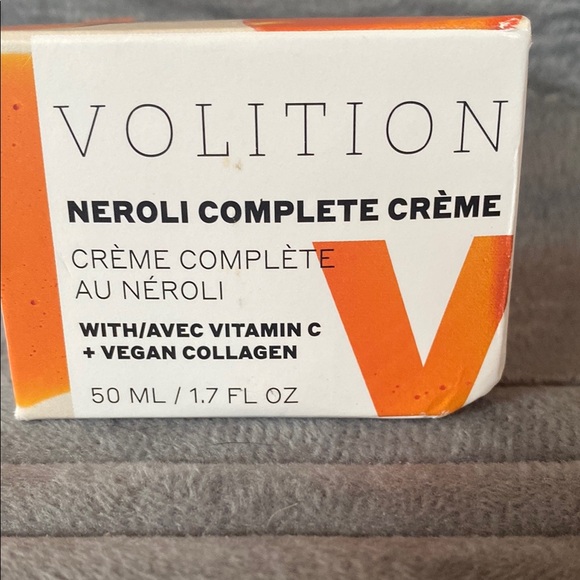 VOLITION
NEROLI COMPLETE CRÈME
CRÈME COMPLÈTE
AU NÉROLI
WITH/AVEC VITAMIN C
+ VEGAN COLLAGEN
50 ML / 1.7 FL OZ